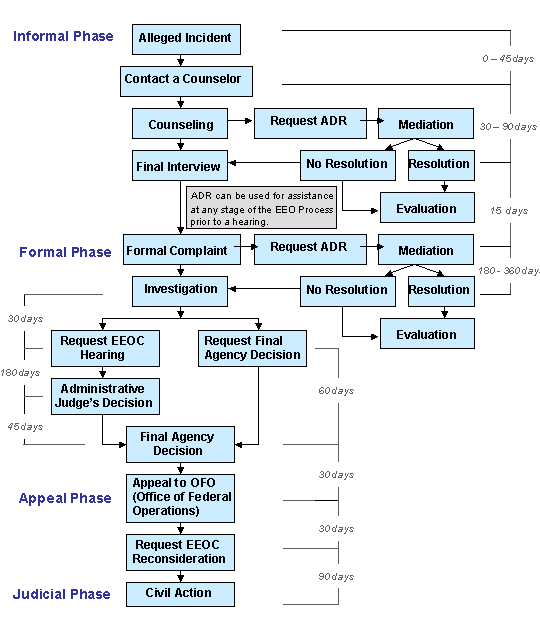 Informal Phase
Alleged Incident
0 – 45 days
Contact a Counselor
Counseling
Request ADR
Mediation
30 – 90 days
Final Interview
No Resolution
Resolution
ADR can be used for assistance
at any stage of the EEO Process
prior to a hearing.
Evaluation
15 days
Formal Phase
Formal Complaint
Request ADR
Mediation
180 - 360 days
Investigation
No Resolution
Resolution
30 days
Request EEOC
Hearing
Request Final
Agency Decision
Evaluation
180 days
Administrative
Judge's Decision
60 days
45 days
Final Agency
Decision
30 days
Appeal Phase
Appeal to OFO
(Office of Federal
Operations)
30 days
Request EEOC
Reconsideration
90 days
Judicial Phase
Civil Action